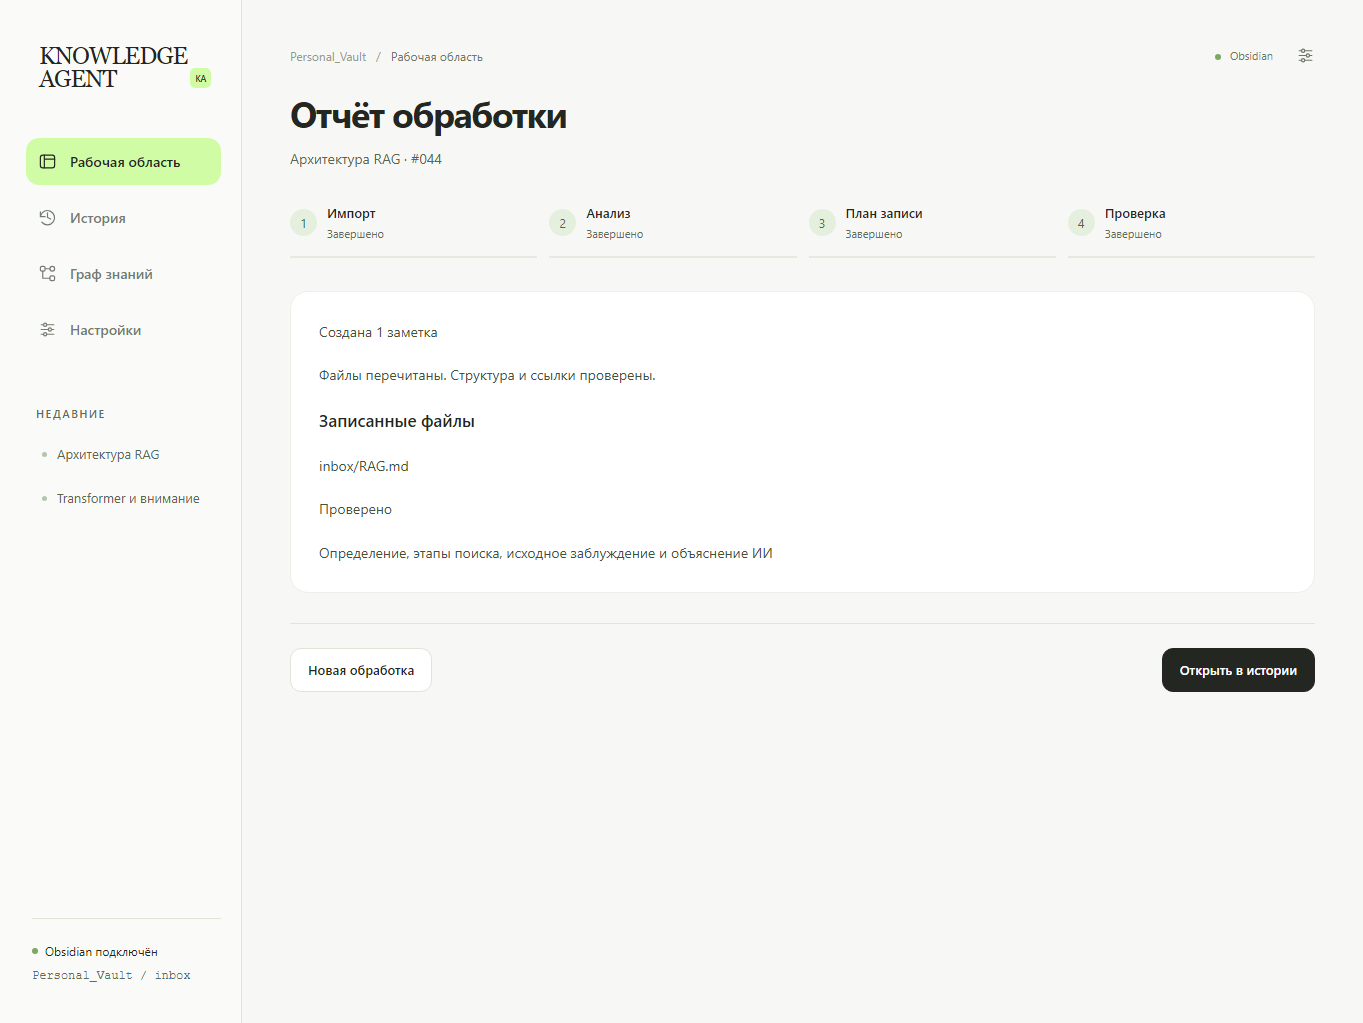 KNOWLEDGE
AGENT
KA
Рабочая область
История
Граф знаний
Настройки
НЕДАВНИЕ
Архитектура RAG
Transformer и внимание
Obsidian подключён
Personal_Vault / inbox
Personal_Vault / Рабочая область
Obsidian
Отчёт обработки
Архитектура RAG · #044
1
Импорт
Завершено
2
Анализ
Завершено
3
План записи
Завершено
4
Проверка
Завершено
Создана 1 заметка
Файлы перечитаны. Структура и ссылки проверены.
Записанные файлы
inbox/RAG.md
Проверено
Определение, этапы поиска, исходное заблуждение и объяснение ИИ
Новая обработка
Открыть в истории